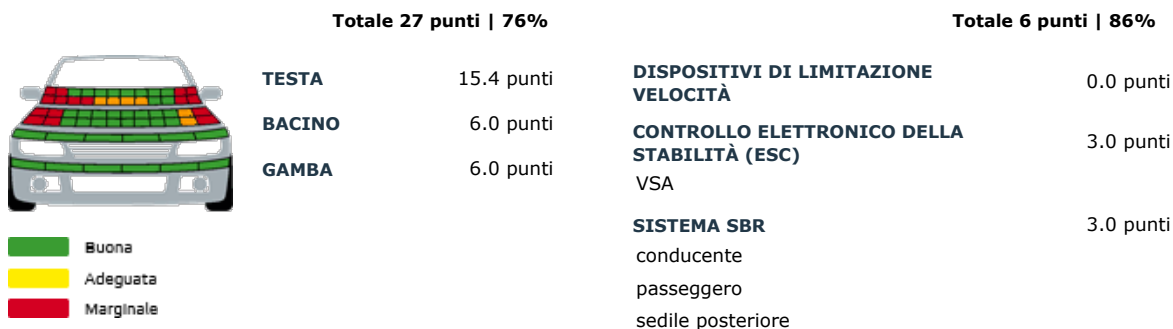 Totale 27 punti | 76%
TESTA 15.4 punti
BACINO 6.0 punti
GAMBA 6.0 punti
Buona
Adeguata
Marginale
Totale 6 punti | 86%
DISPOSITIVI DI LIMITAZIONE
VELOCITÀ 0.0 punti
CONTROLLO ELETTRONICO DELLA
STABILITÀ (ESC) 3.0 punti
VSA
SISTEMA SBR 3.0 punti
conducente
passeggero
sedile posteriore